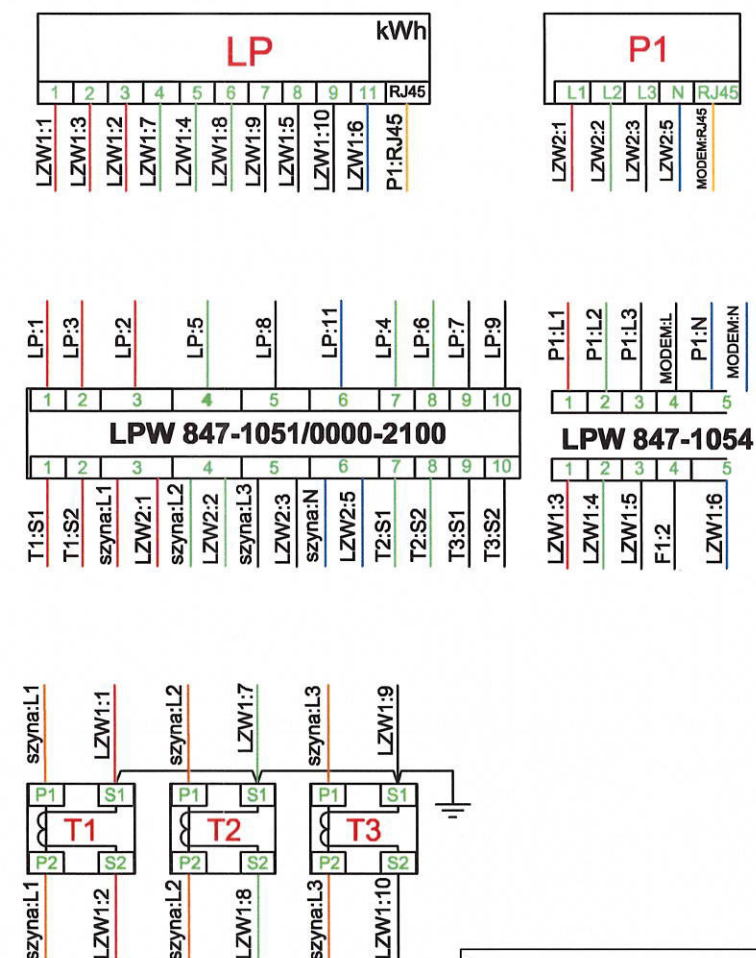 kWh
LP
1 2 3 4 5 6 7 8 9 11 RJ45
LZW1:1 LZW1:3 LZW1:2 LZW1:7 LZW1:4 LZW1:8 LZW1:9 LZW1:5 LZW1:10 LZW1:6 P1:RJ45
P1
L1 L2 L3 N RJ45
LZW2:1 LZW2:2 LZW2:3 LZW2:5 MODEM:RJ45
LP:1 LP:3 LP:2 LP:5 LP:8 LP:11 LP:4 LP:6 LP:7 LP:9
1 2 3 4 5 6 7 8 9 10
LPW 847-1051/0000-2100
1 2 3 4 5 6 7 8 9 10
T1:S1 T1:S2 szyna:L1 LZW2:1 szyna:L2 LZW2:2 szyna:L3 LZW2:3 szyna:N LZW2:5 T2:S1 T2:S2 T3:S1 T3:S2
P1:L1 P1:L2 P1:L3 MODEM:L P1:N MODEM:N
1 2 3 4 5
LPW 847-1054
1 2 3 4 5
LZW1:3 LZW1:4 LZW1:5 F1:2 LZW1:6
szyna:L1 LZW1:1 szyna:L2 LZW1:7 szyna:L3 LZW1:9
P1 S1 P1 S1 P1 S1
T1 T2 T3
P2 S2 P2 S2 P2 S2
szyna:L1 LZW1:2 szyna:L2 LZW1:8 szyna:L3 LZW1:10